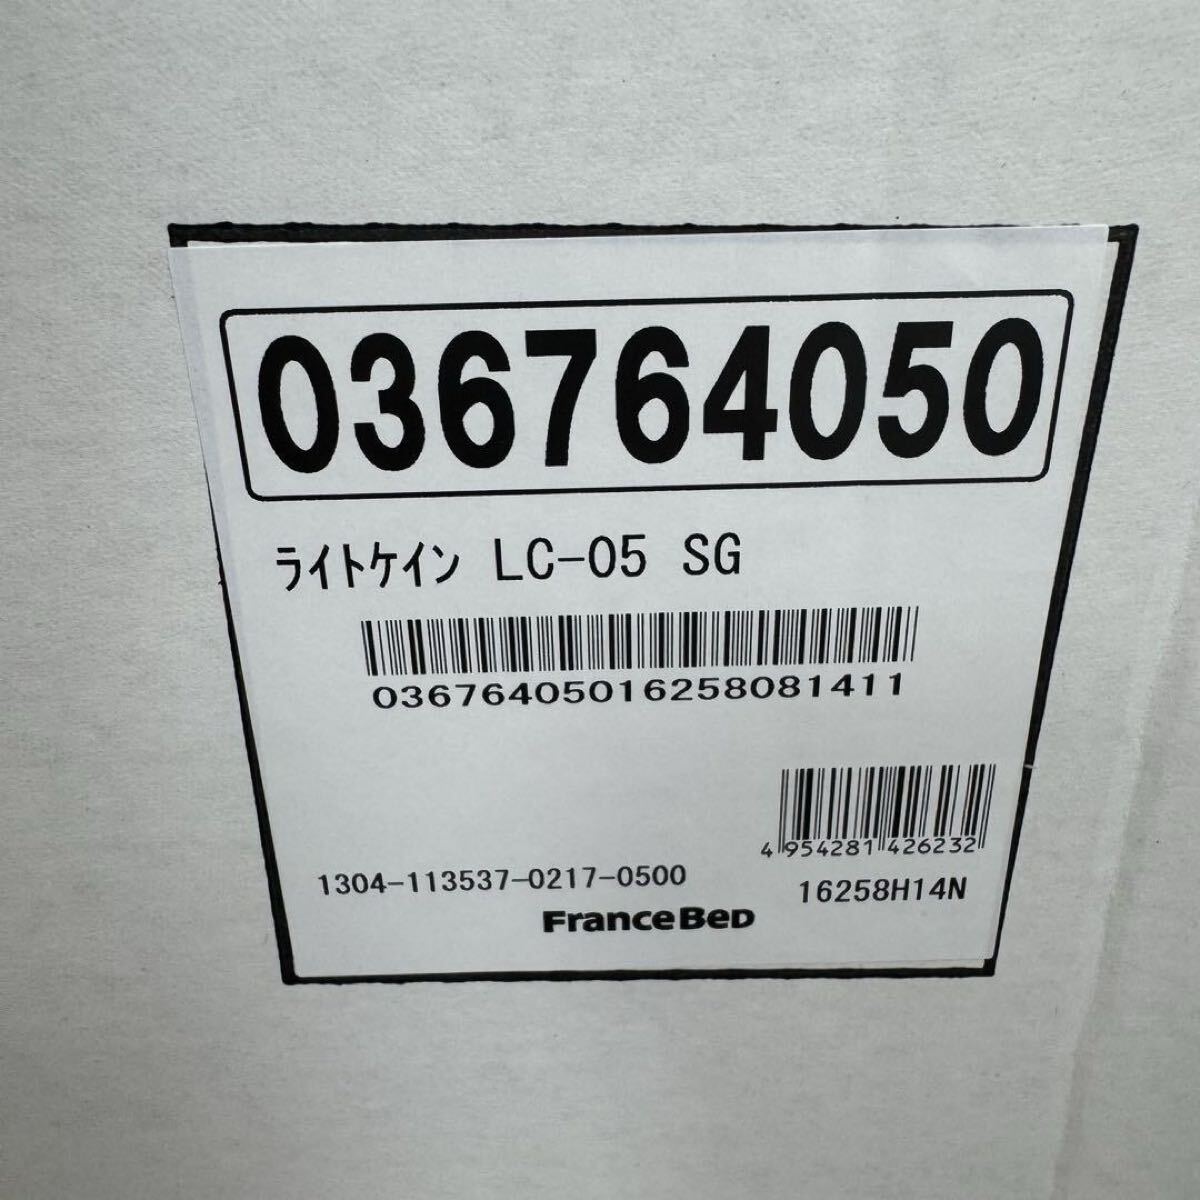 036764050
ﾗｲﾄｹｲﾝ LC-05 SG
03676405016258081411
4 954281 426232
1304-113537-0217-0500
16258H14N
FranceBeD